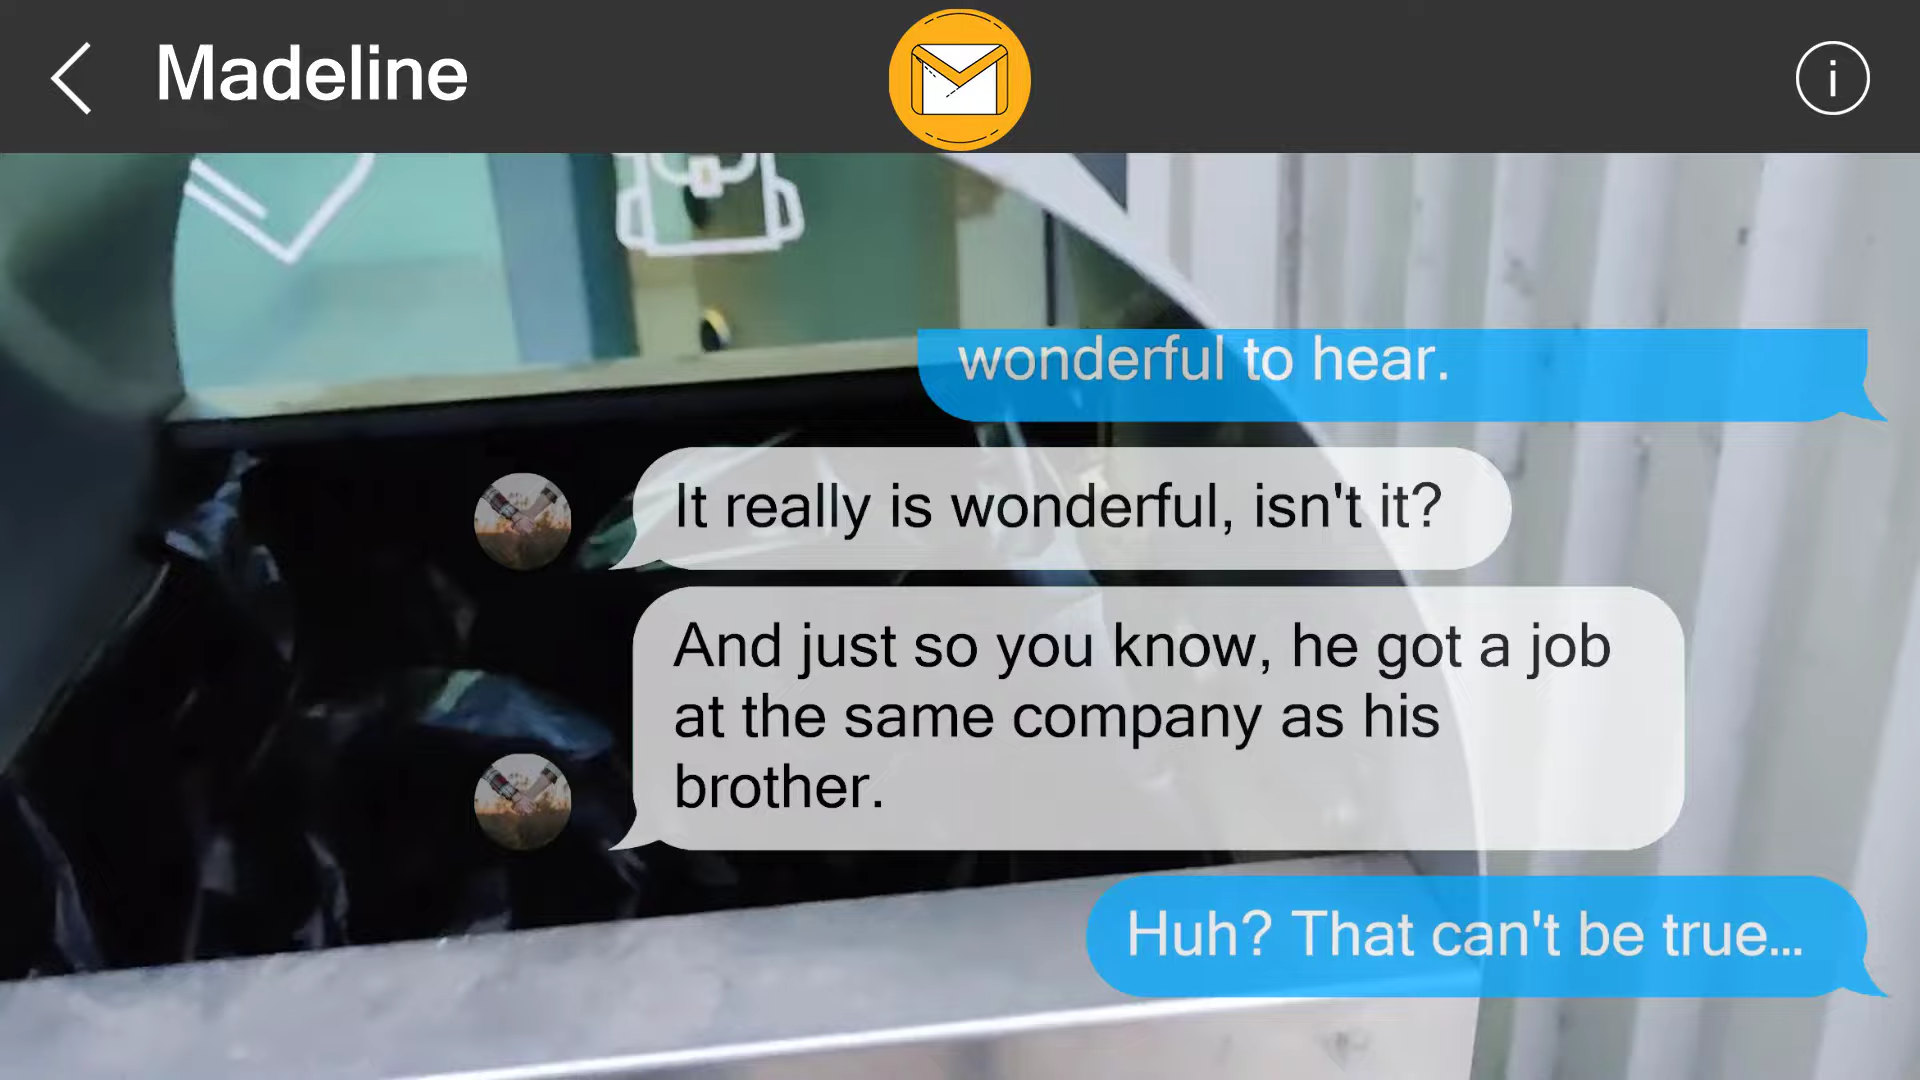 Madeline
wonderful to hear.
It really is wonderful, isn't it?
And just so you know, he got a job
at the same company as his
brother.
Huh? That can't be true...